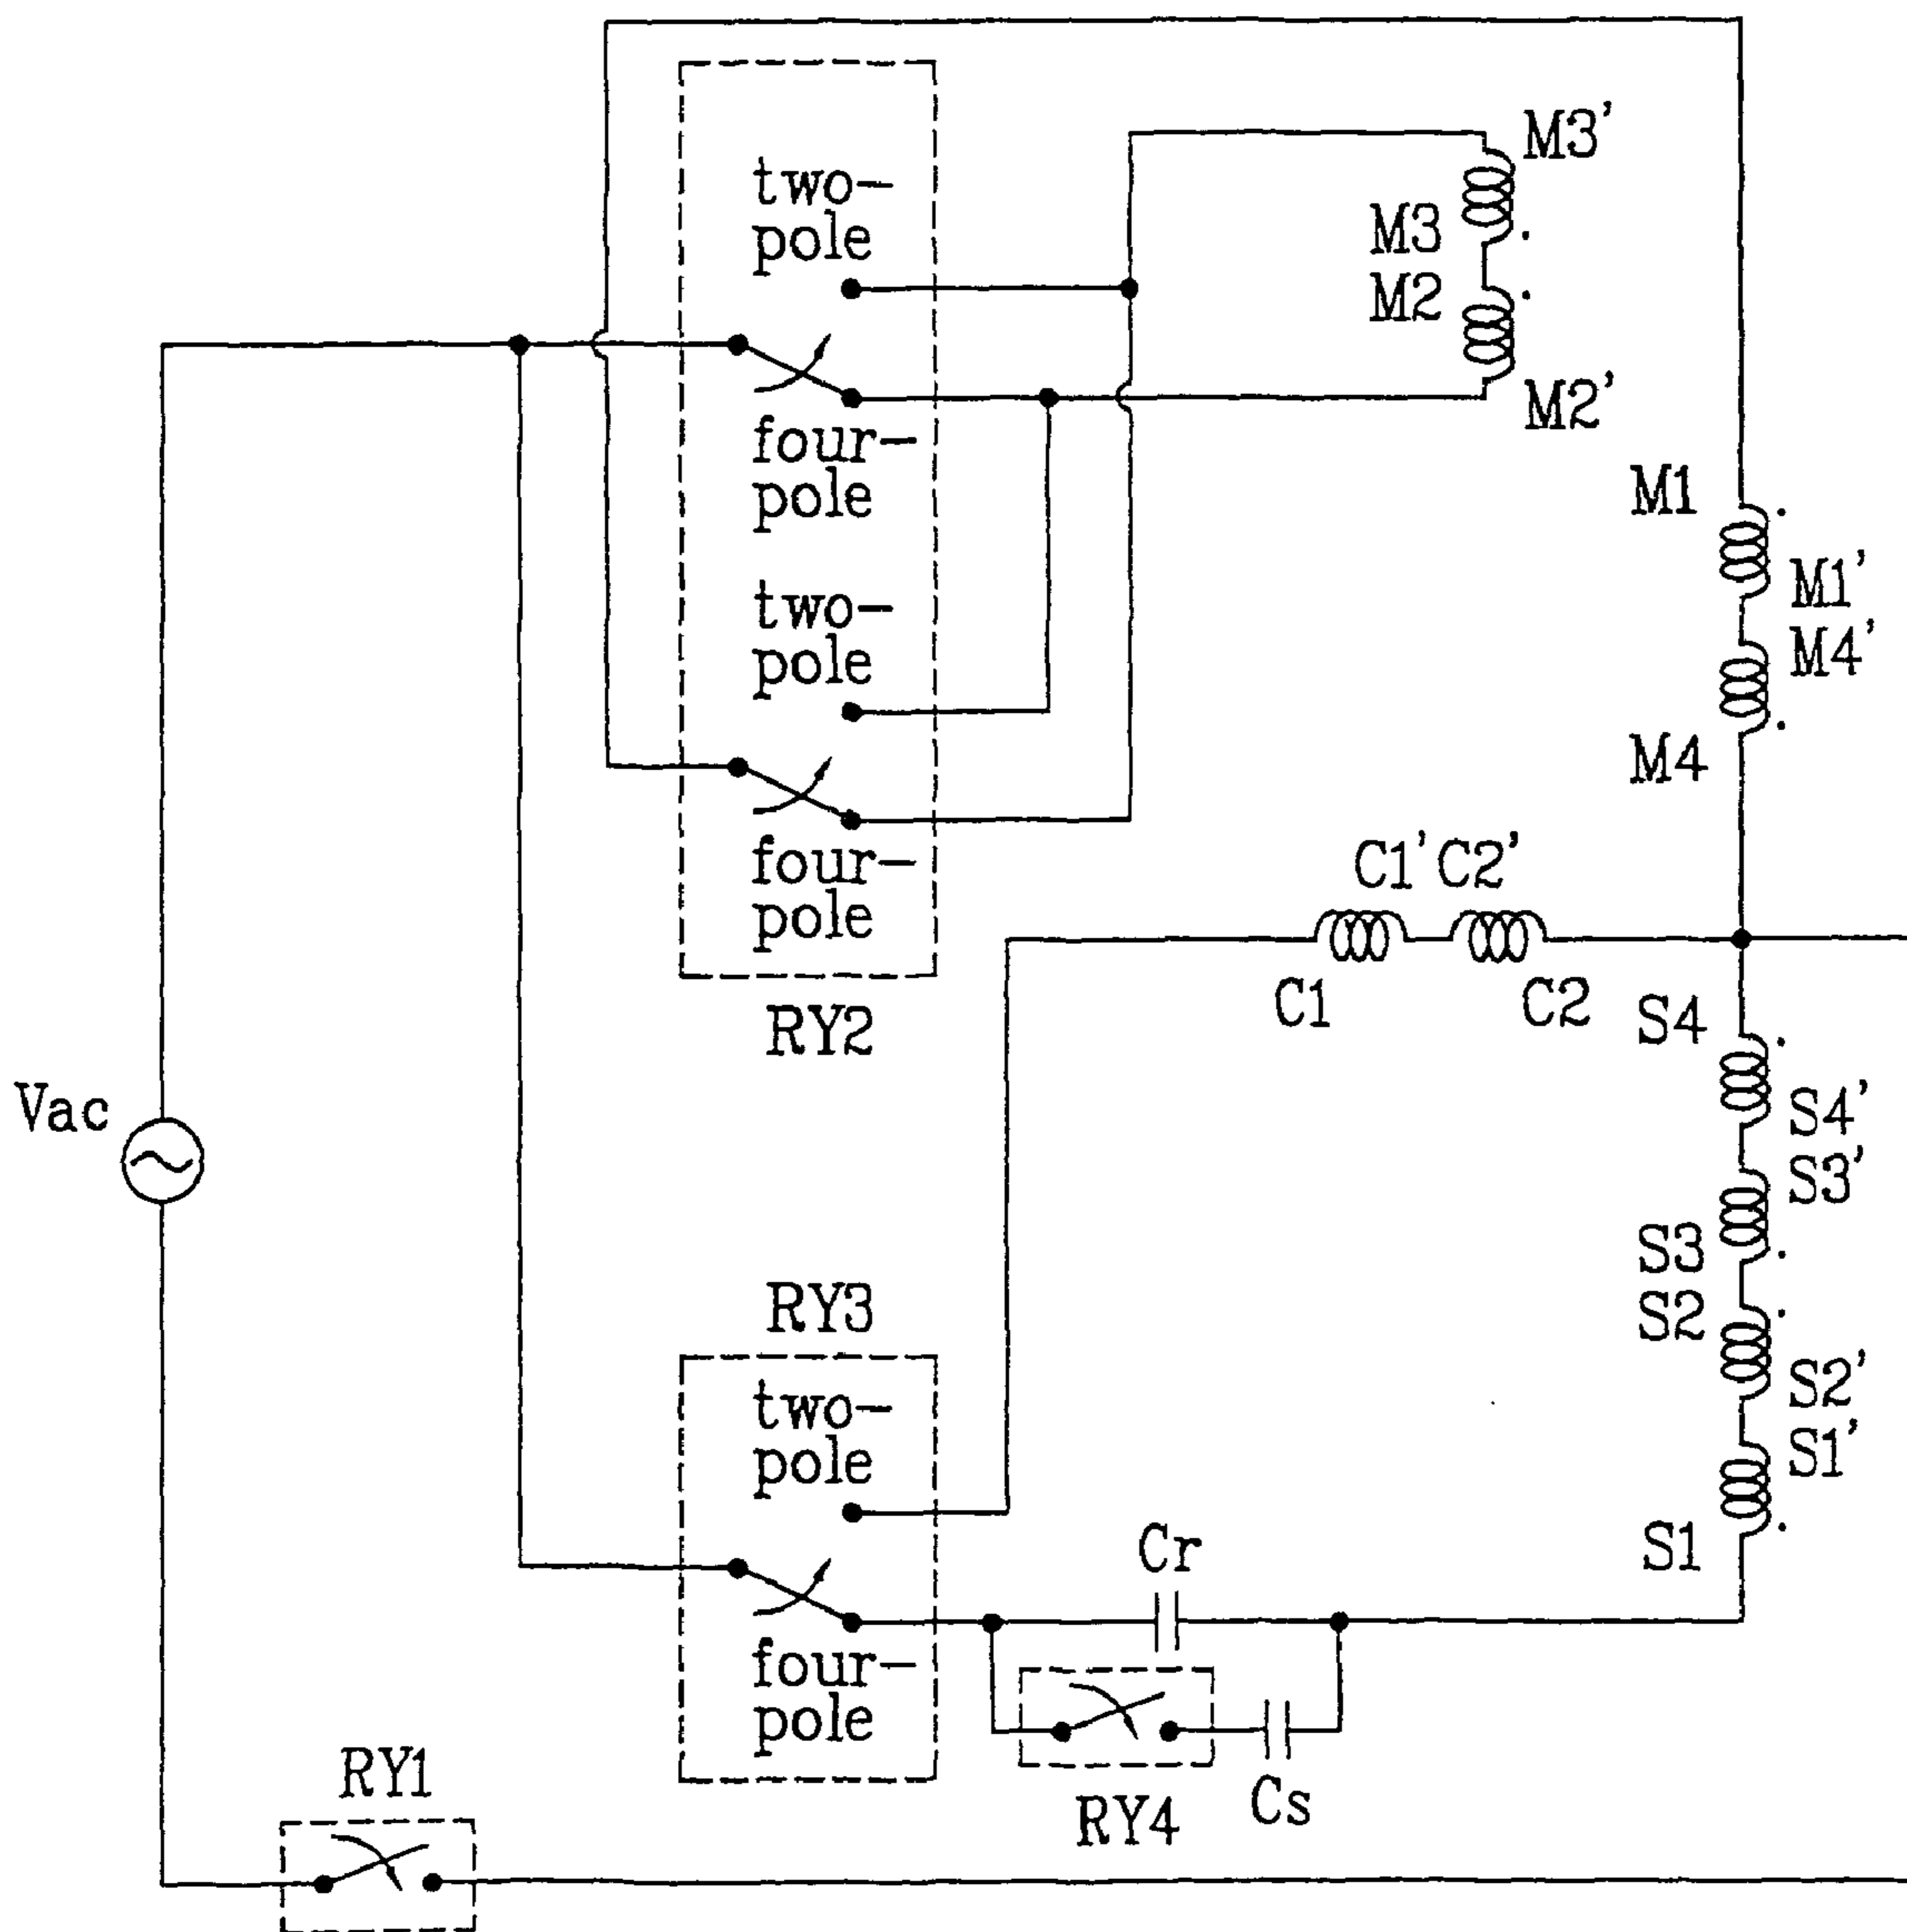 M3'
two-
pole
M3
M2
M2'
four-
pole
M1
M1'
two-
pole
M4'
M4
four-
pole
C1'C2'
C1
C2
S4
RY2
Vac
S4'
S3'
S3
RY3
S2
two-
pole
S2'
S1'
S1
Cr
four-
pole
RY1
Cs
RY4